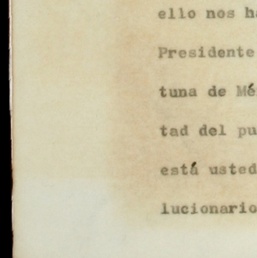 ello nos ha
Presidente
tuna de Mé
tad del pu
está usted
lucionario